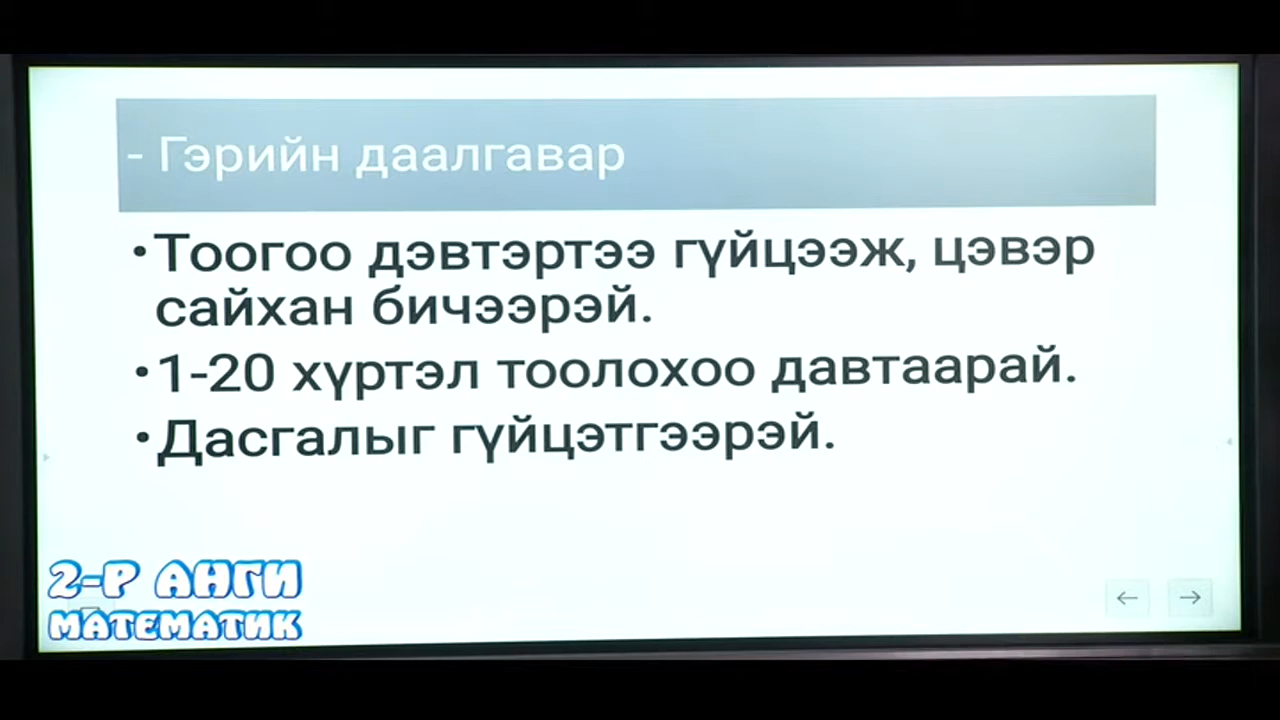 - Гэрийн даалгавар
•Тоогоо дэвтэртээ гүйцээж, цэвэр
сайхан бичээрэй.
•1-20 хүртэл тоолохоо давтаарай.
•Дасгалыг гүйцэтгээрэй.
2-Р АНГИ
МАТЕМАТИК